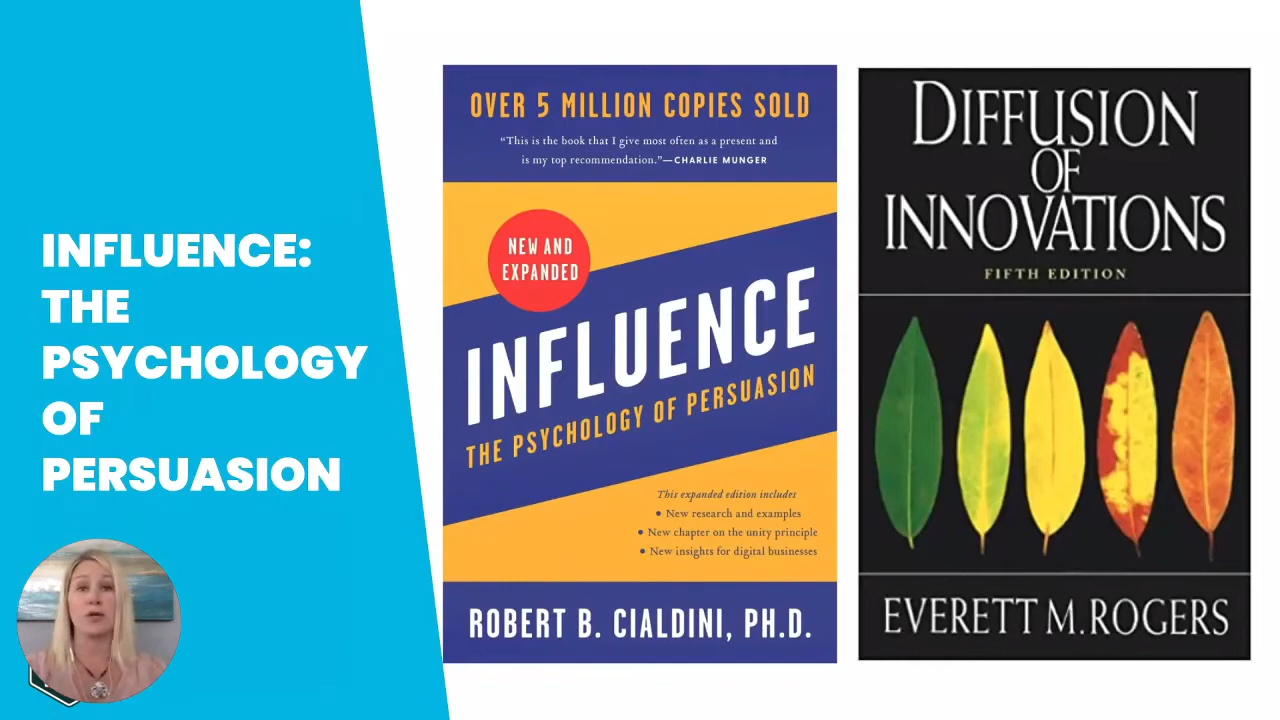 INFLUENCE:
THE
PSYCHOLOGY
OF
PERSUASION
OVER 5 MILLION COPIES SOLD
“This is the book that I give most often as a present and
is my top recommendation.”—CHARLIE MUNGER
NEW AND
EXPANDED
INFLUENCE
THE PSYCHOLOGY OF PERSUASION
This expanded edition includes
• New research and examples
• New chapter on the unity principle
• New insights for digital businesses
ROBERT B. CIALDINI, PH.D.
DIFFUSION
OF
INNOVATIONS
FIFTH EDITION
EVERETT M. ROGERS